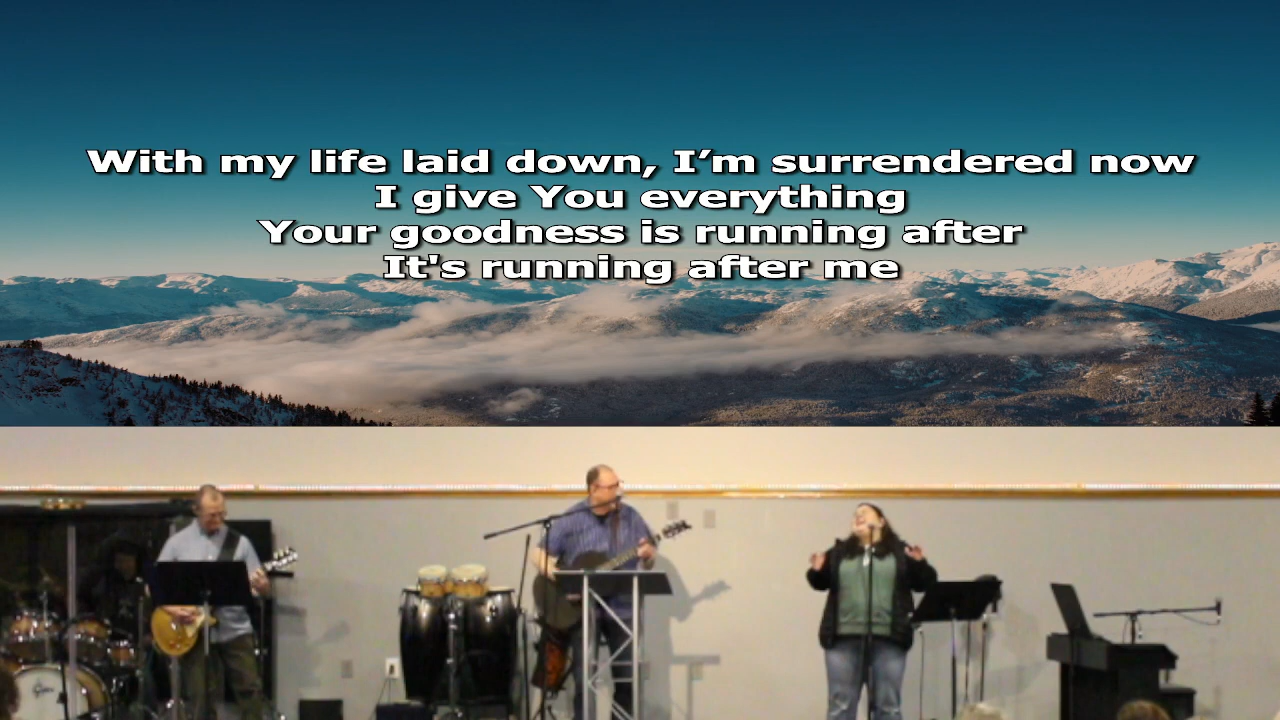 With my life laid down, I’m surrendered now
I give You everything
Your goodness is running after
It's running after me